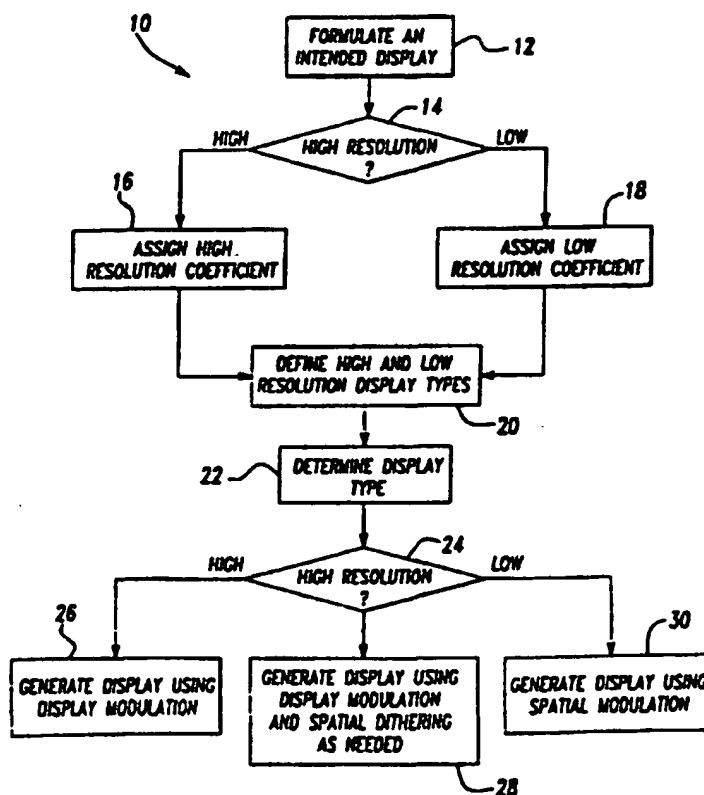 10
FORMULATE AN
INTENDED DISPLAY
12
14
HIGH
HIGH RESOLUTION
?
LOW
16
ASSIGN HIGH.
RESOLUTION COEFFICIENT
18
ASSIGN LOW
RESOLUTION COEFFICIENT
DEFINE HIGH AND LOW
RESOLUTION DISPLAY TYPES
20
22
DETERMINE DISPLAY
TYPE
24
HIGH
HIGH RESOLUTION
?
LOW
26
GENERATE DISPLAY USING
DISPLAY MODULATION
GENERATE DISPLAY USING
DISPLAY MODULATION
AND SPATIAL DITHERING
AS NEEDED
28
30
GENERATE DISPLAY USING
SPATIAL MODULATION